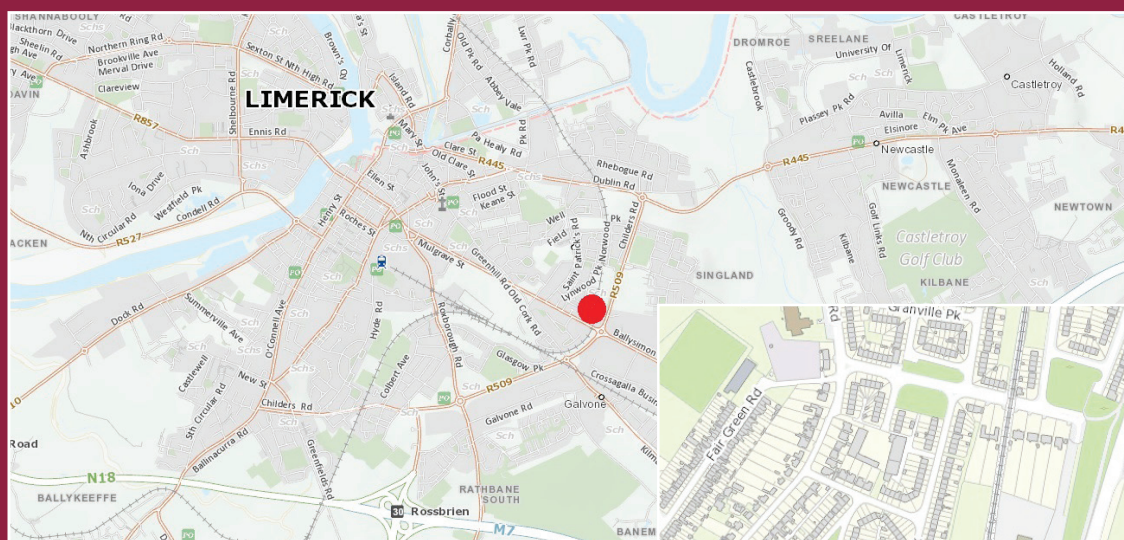 SHANNABOOLY
Blackthorn Drive
Sheelin Rd
Northern Ring Rd
Brookville Ave
Merval Drive
Clareview
DAVIN
Sexton St Nth
High Rd
Brown's
Island Rd
Corbally
Old Pk Rd
Lwr Pk Rd
Abbey Vale
Pk Rd
DROMROE
SREELANE
CASTLETROY
University Of
Limerick
Castlebrook
Plassey Pk Rd
Castletroy
Holland Rd
LIMERICK
Shelbourne Rd
Ashbrook
R857
Ennis Rd
Mary St
Pa Healy Rd
Clare St
Old Clare St
R445
Rhebogue Rd
Dublin Rd
Avilla
Elsinore
Elm Pk Ave
Newcastle
R445
NEWCASTLE
Monaleen Rd
NEWTOWN
Iona Drive
Westfield Pk
Condell Rd
Nth Circular Rd
R527
Ellen St
John's St
Flood St
Keane St
Henry St
Roches St
Mulgrave St
Well
Field
Saint Patrick's Rd
Norwood Pk
Lynwood Pk
Childers Rd
R509
Groody Rd
Kilbane
Golf Links Rd
Castletroy
Golf Club
KILBANE
SINGLAND
Greenhill Rd
Old Cork Rd
Dock Rd
Summerville Ave
O'Connell Ave
Hyde Rd
Roxborough Rd
Colbert Ave
Glasgow Pk
R509
Ballysimon
Crossagalla Busin
Galvone
Galvone Rd
Castlewell
New St
Sth Circular Rd
Childers Rd
Ballinacurra Rd
Greenfields Rd
Road
N18
BALLYKEEFFE
RATHBANE
SOUTH
30
Rossbrien
M7
BANEM
Granville Pk
Rd
Fair Green Rd
Sch
Schs
PO